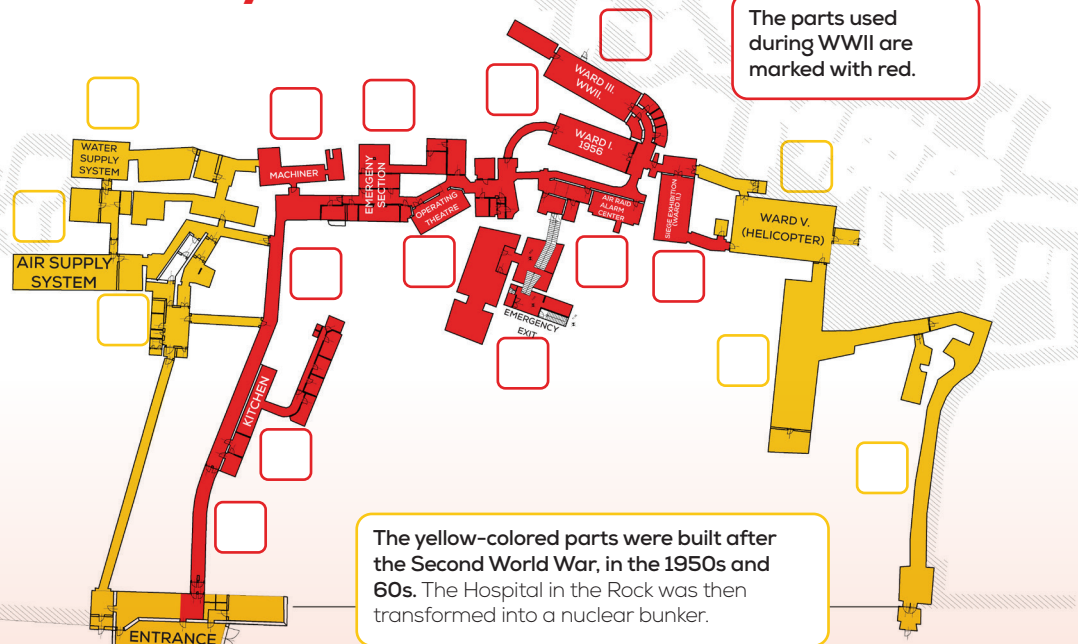 The parts used
during WWII are
marked with red.
WARD III.
WWII.
WARD I.
1956
WATER
SUPPLY
SYSTEM
MACHINER
EMERGENY
SECTION
OPERATING
THEATRE
AIR RAID
ALARM
CENTER
SIEGE EXHIBITION
(WARD II.)
WARD V.
(HELICOPTER)
AIR SUPPLY
SYSTEM
EMERGENCY
EXIT
KITCHEN
The yellow-colored parts were built after
the Second World War, in the 1950s and
60s. The Hospital in the Rock was then
transformed into a nuclear bunker.
ENTRANCE